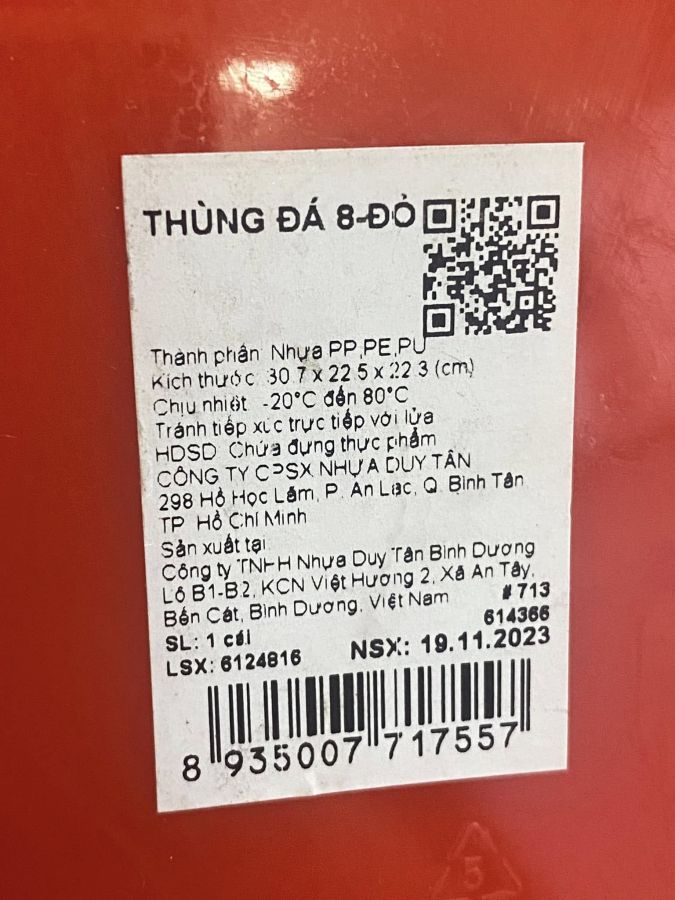 THÙNG ĐÁ 8-ĐỎ
Thành phần: Nhựa PP,PE,PU
Kích thước: 30.7 x 22.5 x 22.3 (cm)
Chịu nhiệt: -20°C đến 80°C
Tránh tiếp xúc trực tiếp với lửa
HDSD: Chứa đựng thực phẩm
CÔNG TY CPSX NHỰA DUY TÂN
298 Hồ Học Lãm, P. An Lạc, Q. Bình Tân
TP. Hồ Chí Minh
Sản xuất tại:
Công ty TNHH Nhựa Duy Tân Bình Dương
Lô B1-B2, KCN Việt Hương 2, Xã An Tây,
Bến Cát, Bình Dương, Việt Nam
#713
614366
SL: 1 cái
LSX: 6124816
NSX: 19.11.2023
8 935007 717557
5